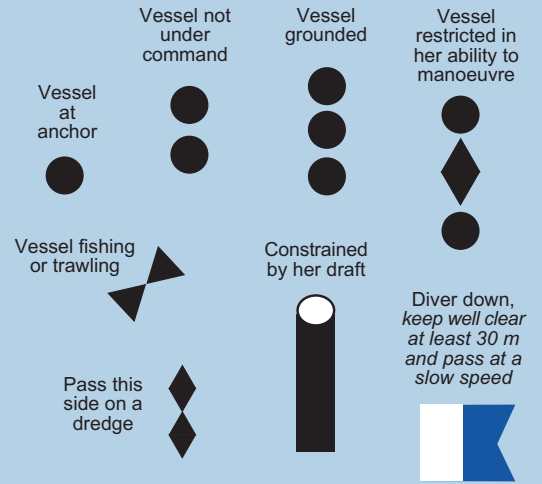 Vessel
at
anchor
Vessel not
under
command
Vessel
grounded
Vessel
restricted in
her ability to
manoeuvre
Vessel fishing
or trawling
Constrained
by her draft
Pass this
side on a
dredge
Diver down,
keep well clear
at least 30 m
and pass at a
slow speed